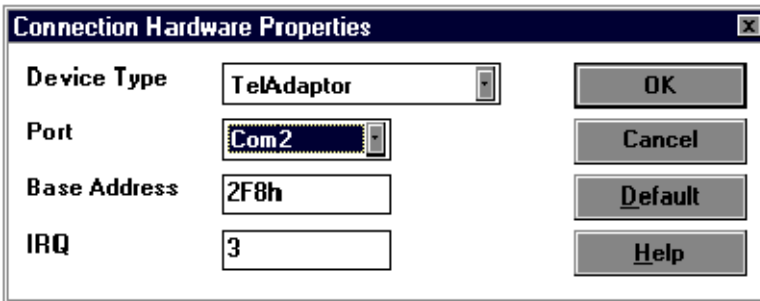 Connection Hardware Properties
Device Type TelAdaptor OK
Port Com2 Cancel
Base Address 2F8h Default
IRQ 3 Help